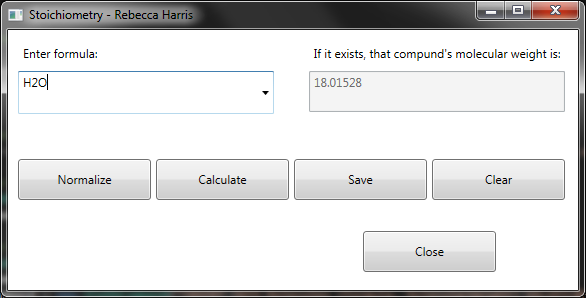 Stoichiometry - Rebecca Harris
Enter formula:
If it exists, that compund's molecular weight is:
H2O
18.01528
Normalize
Calculate
Save
Clear
Close